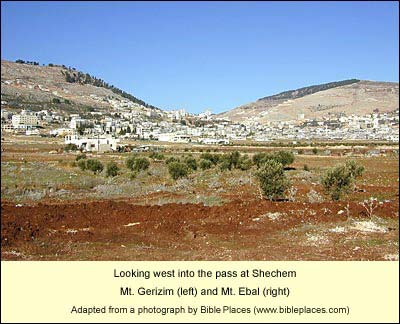 Looking west into the pass at Shechem
Mt. Gerizim (left) and Mt. Ebal (right)
Adapted from a photograph by Bible Places (www.bibleplaces.com)